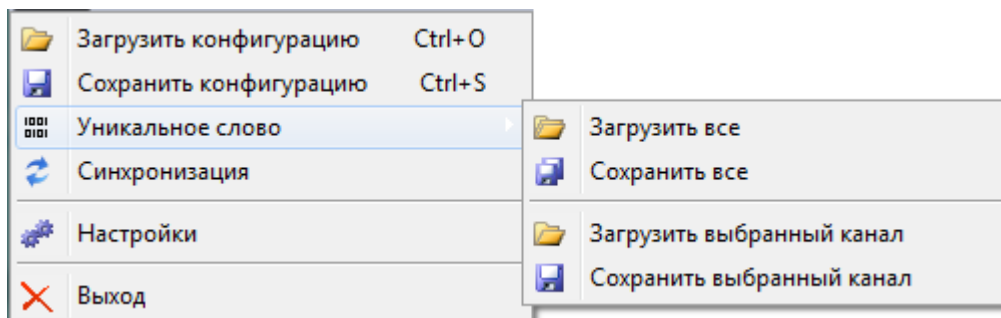 Загрузить конфигурацию Ctrl+O
Сохранить конфигурацию Ctrl+S
Уникальное слово
Синхронизация
Настройки
Выход
Загрузить все
Сохранить все
Загрузить выбранный канал
Сохранить выбранный канал